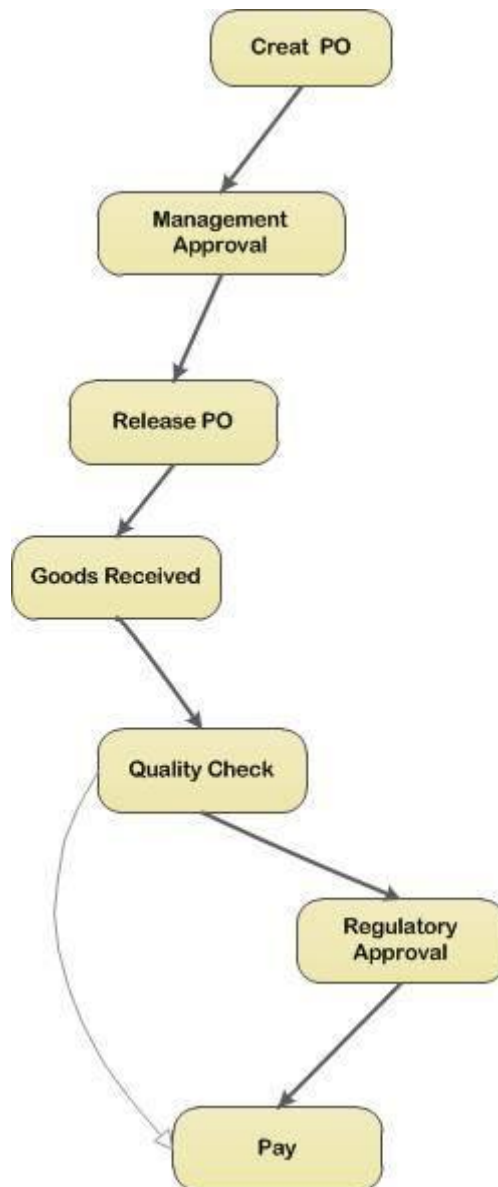 Creat PO
Management
Approval
Release PO
Goods Received
Quality Check
Regulatory
Approval
Pay